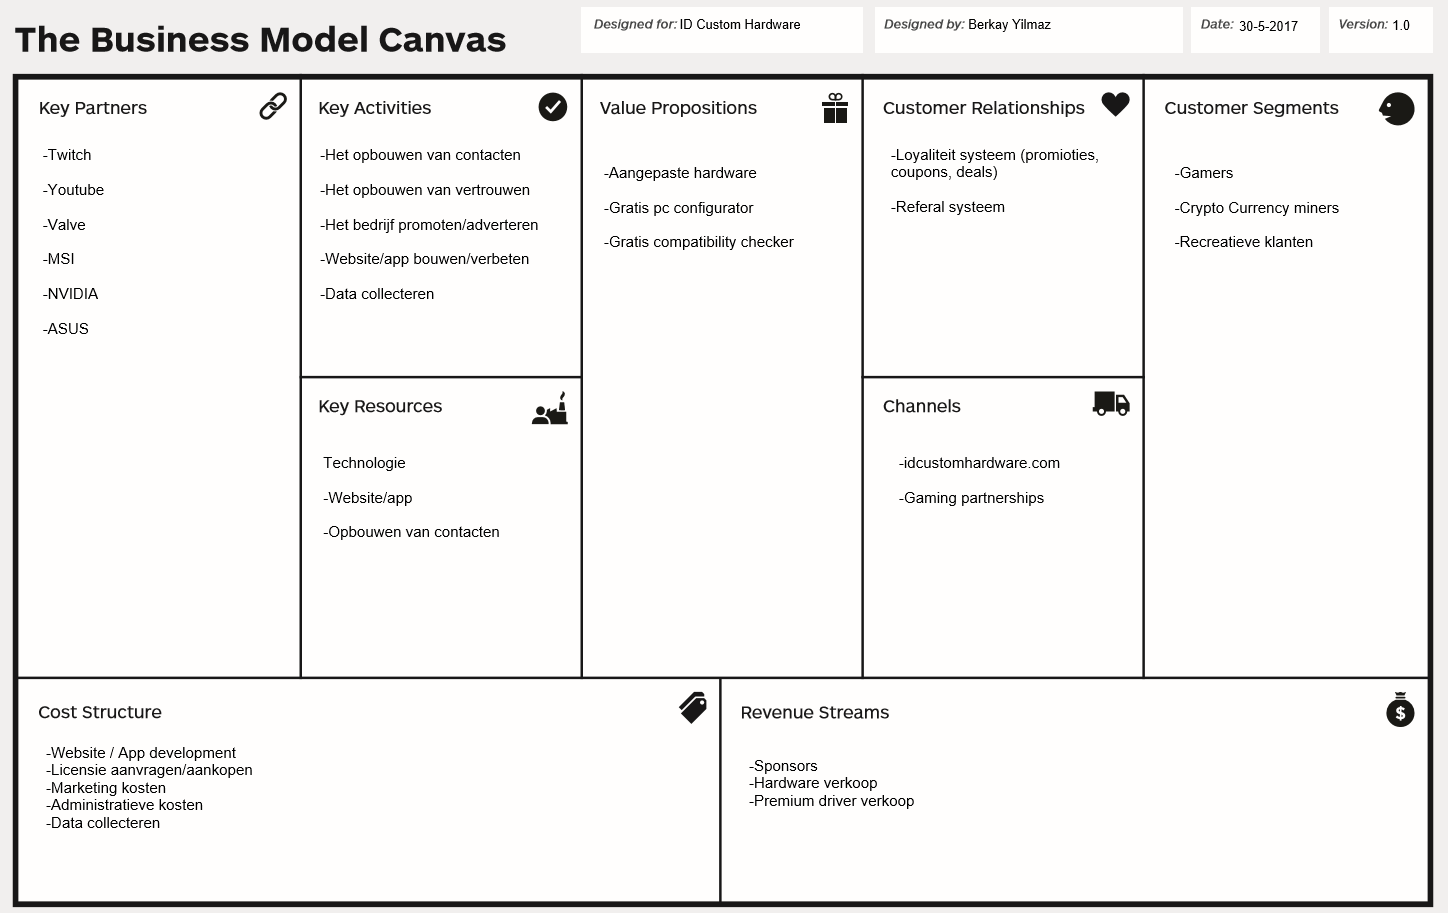 The Business Model Canvas
Designed for: ID Custom Hardware
Designed by: Berkay Yilmaz
Date: 30-5-2017
Version: 1.0
Key Partners
-Twitch
-Youtube
-Valve
-MSI
-NVIDIA
-ASUS
Key Activities
-Het opbouwen van contacten
-Het opbouwen van vertrouwen
-Het bedrijf promoten/adverteren
-Website/app bouwen/verbeten
-Data collecteren
Key Resources
Technologie
-Website/app
-Opbouwen van contacten
Value Propositions
-Aangepaste hardware
-Gratis pc configurator
-Gratis compatibility checker
Customer Relationships
-Loyaliteit systeem (promioties,
coupons, deals)
-Referal systeem
Channels
-idcustomhardware.com
-Gaming partnerships
Customer Segments
-Gamers
-Crypto Currency miners
-Recreatieve klanten
Cost Structure
-Website / App development
-Licensie aanvragen/aankopen
-Marketing kosten
-Administratieve kosten
-Data collecteren
Revenue Streams
$
-Sponsors
-Hardware verkoop
-Premium driver verkoop